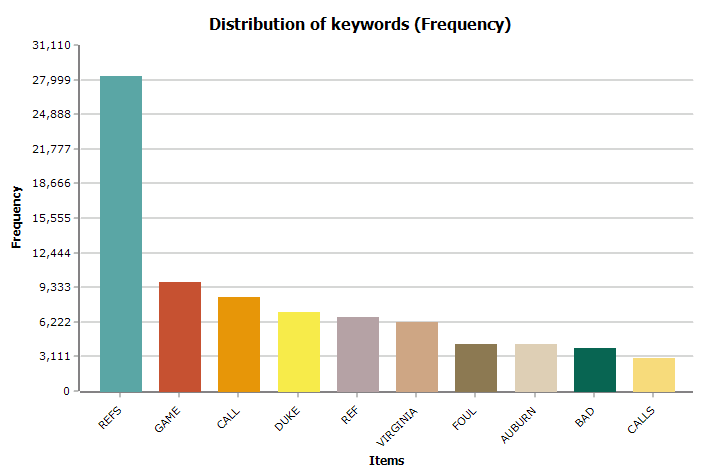 Distribution of keywords (Frequency)
31,110
27,999
24,888
21,777
18,666
15,555
12,444
9,333
6,222
3,111
0
Frequency
REFS
GAME
CALL
DUKE
REF
VIRGINIA
FOUL
AUBURN
BAD
CALLS
Items